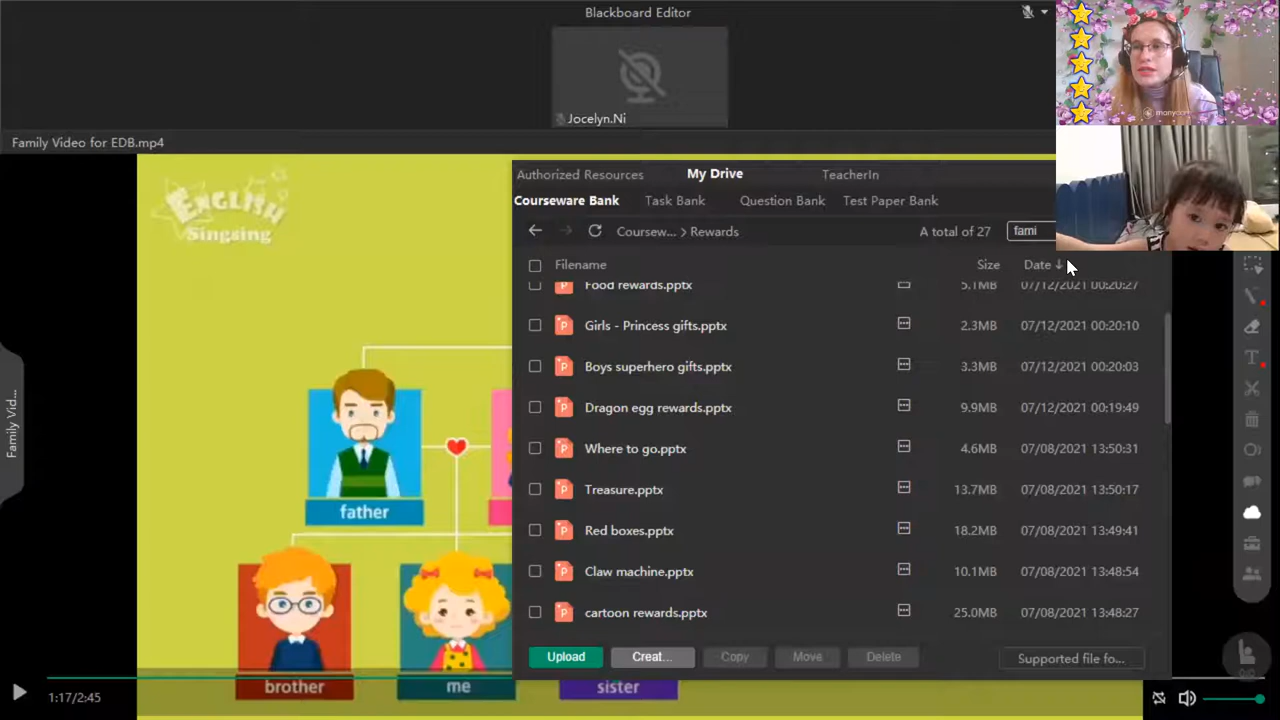 Blackboard Editor
Jocelyn.Ni
Family Video for EDB.mp4
ENGLISH
Singsing
Authorized Resources My Drive TeacherIn
Courseware Bank Task Bank Question Bank Test Paper Bank
Coursew... > Rewards A total of 27 fami
Filename Size Date ↓
Food rewards.pptx 5.1MB 07/12/2021 00:20:27
Girls - Princess gifts.pptx 2.3MB 07/12/2021 00:20:10
Boys superhero gifts.pptx 3.3MB 07/12/2021 00:20:03
Dragon egg rewards.pptx 9.9MB 07/12/2021 00:19:49
Where to go.pptx 4.6MB 07/08/2021 13:50:31
Treasure.pptx 13.7MB 07/08/2021 13:50:17
Red boxes.pptx 18.2MB 07/08/2021 13:49:41
Claw machine.pptx 10.1MB 07/08/2021 13:48:54
cartoon rewards.pptx 25.0MB 07/08/2021 13:48:27
Upload Creat... Copy Move Delete Supported file fo...
Family Vid...
father
brother me sister
1:17/2:45